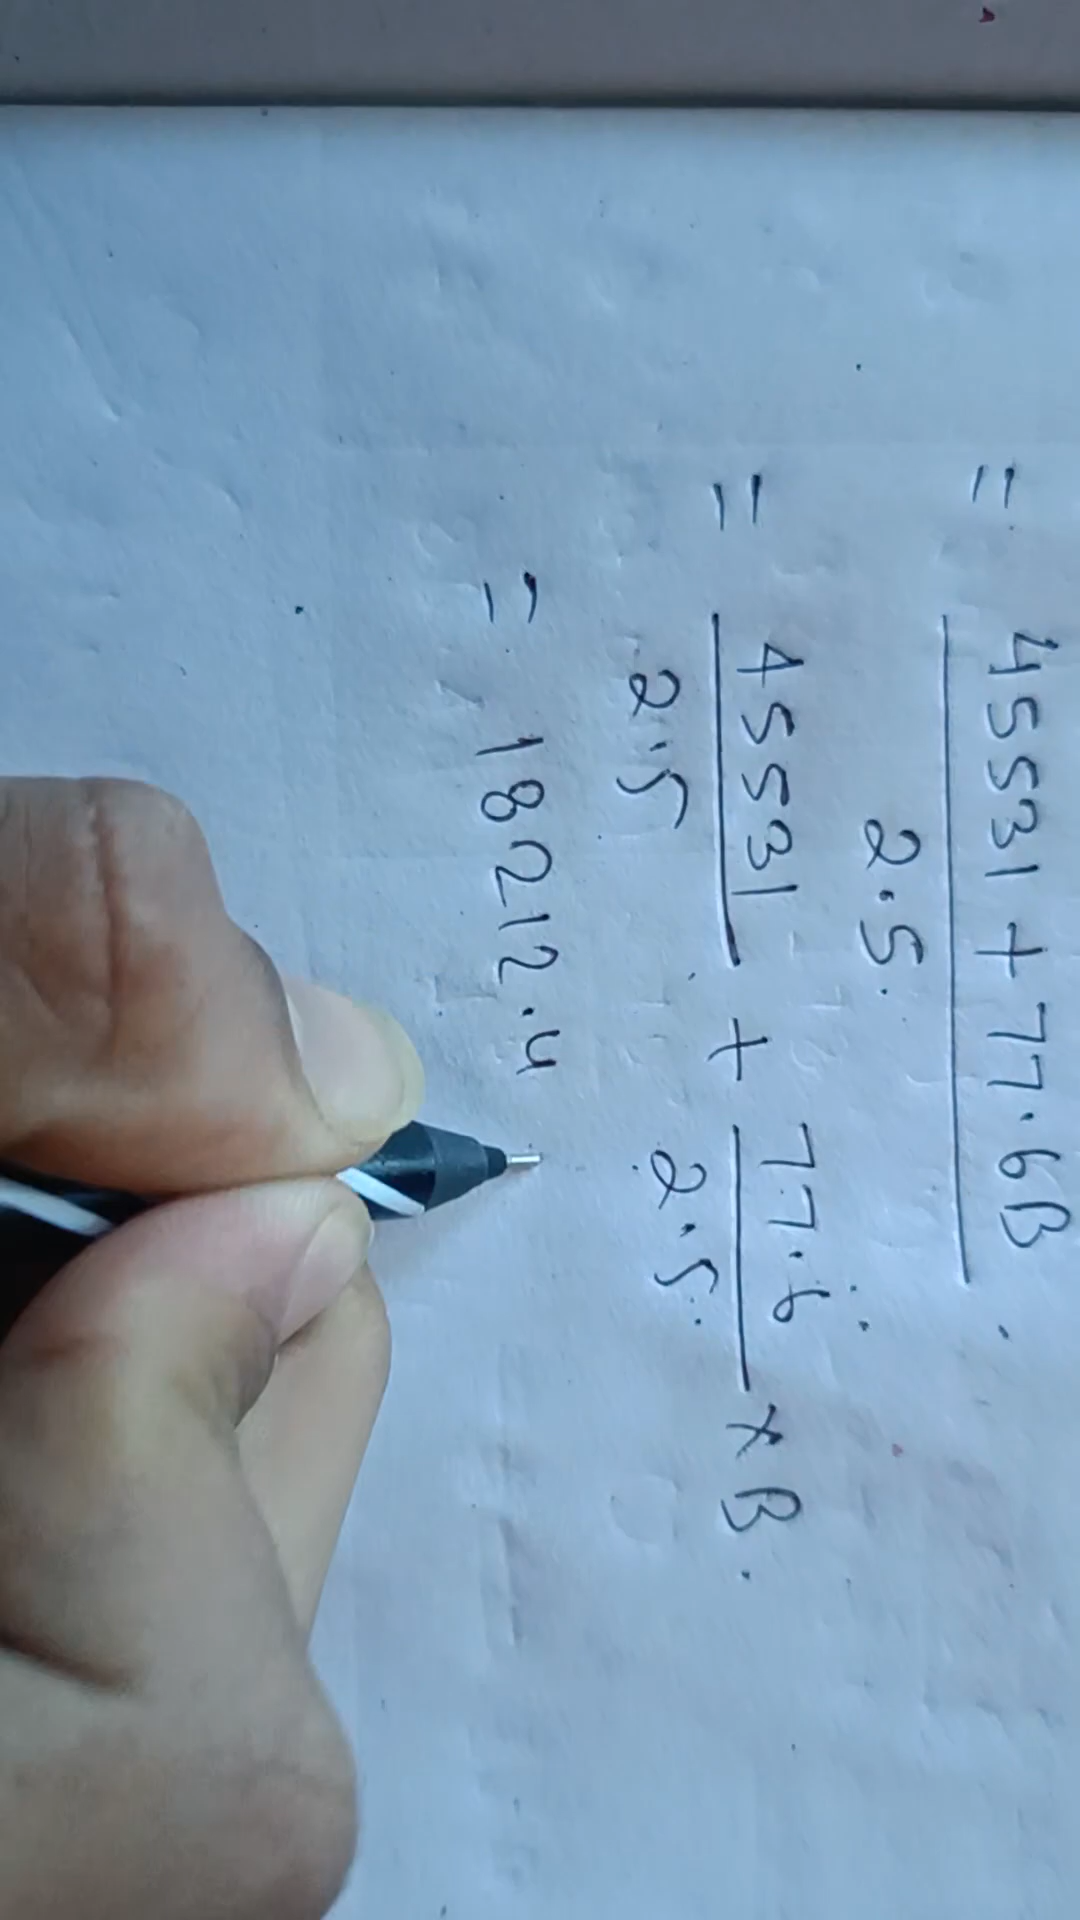 = 45531 + 77.6B
2.5.
= 45531 + 77.6 x B.
2.5 2.5
= 18212.4